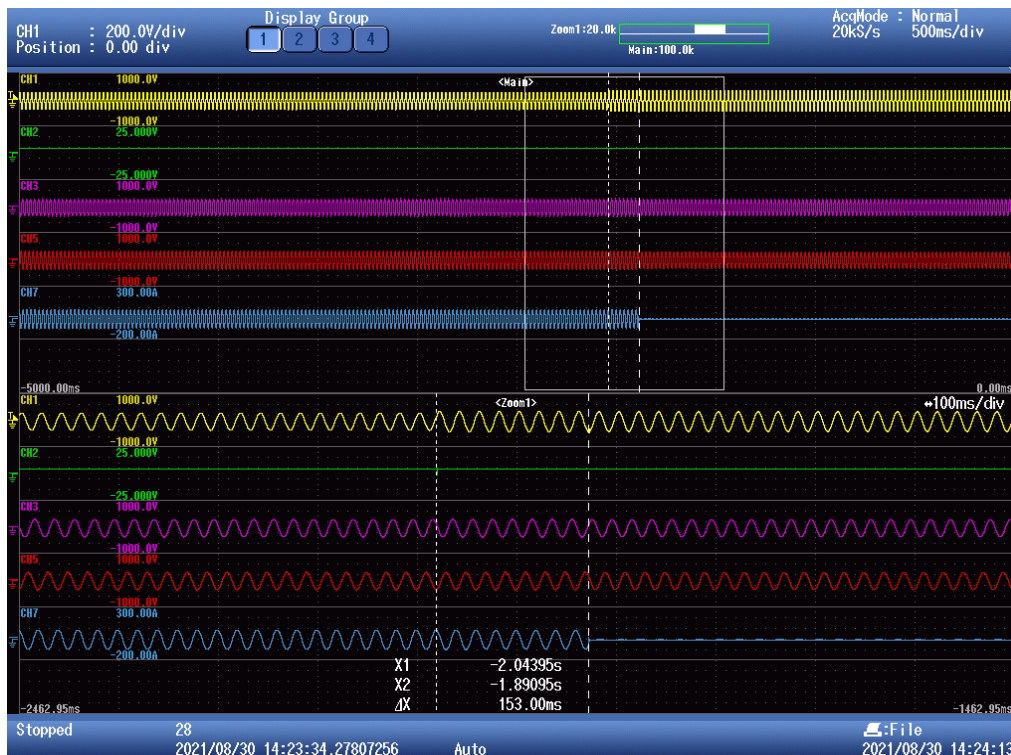 CH1 : 200.0V/div
Position : 0.00 div
Display Group
1 2 3 4
Zoom1:20.0k
Main:100.0k
AcqMode : Normal
20kS/s 500ms/div
<Main>
CH1 1000.0V
-1000.0V
CH2 25.000V
-25.000V
CH3 1000.0V
-1000.0V
CH5 1000.0V
-1000.0V
CH7 300.00A
-200.00A
-5000.00ms 0.00ms
<Zoom1>
↔100ms/div
CH1 1000.0V
-1000.0V
CH2 25.000V
-25.000V
CH3 1000.0V
-1000.0V
CH5 1000.0V
-1000.0V
CH7 300.00A
-200.00A
X1 -2.04395s
X2 -1.89095s
⊿X 153.00ms
-2462.95ms -1462.95ms
Stopped 28 :File
2021/08/30 14:23:34.27807256 Auto 2021/08/30 14:24:13